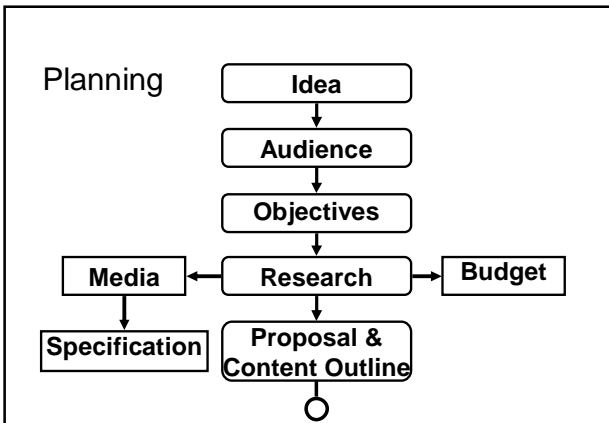 Planning
Idea
Audience
Objectives
Media
Research
Budget
Specification
Proposal &
Content Outline